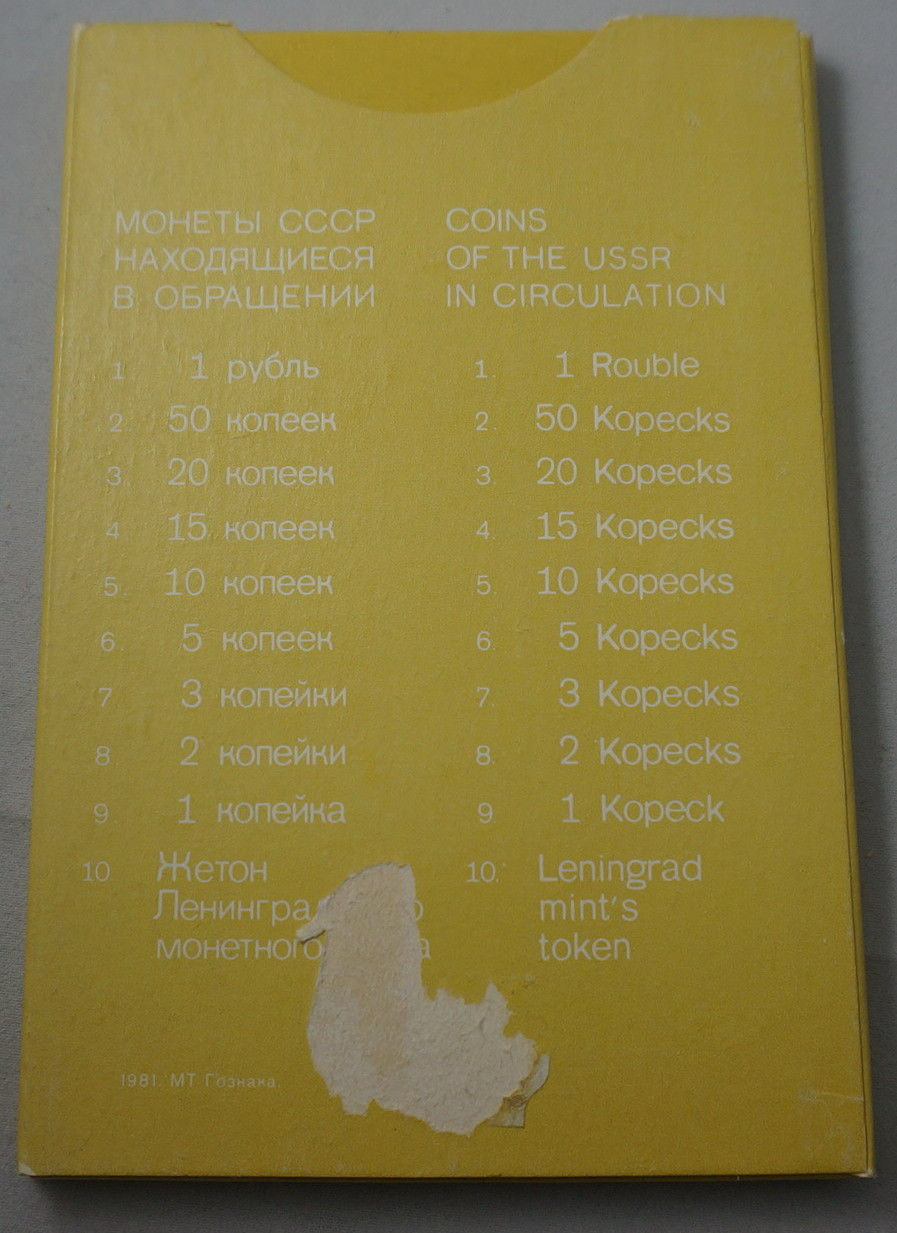 МОНЕТЫ СССР
НАХОДЯЩИЕСЯ
В ОБРАЩЕНИИ
1 1 рубль
2 50 копеек
3. 20 копеек
4 15 копеек
5. 10 копеек
6. 5 копеек
7 3 копейки
8 2 копейки
9. 1 копейка
10 Жетон
монетного
1981. МТ Гознака.
COINS
OF THE USSR
IN CIRCULATION
1. 1 Rouble
2. 50 Kopecks
3. 20 Kopecks
4. 15 Kopecks
5. 10 Kopecks
6. 5 Kopecks
7. 3 Kopecks
8. 2 Kopecks
9 1 Kopeck
10. Leningrad
mint's
token